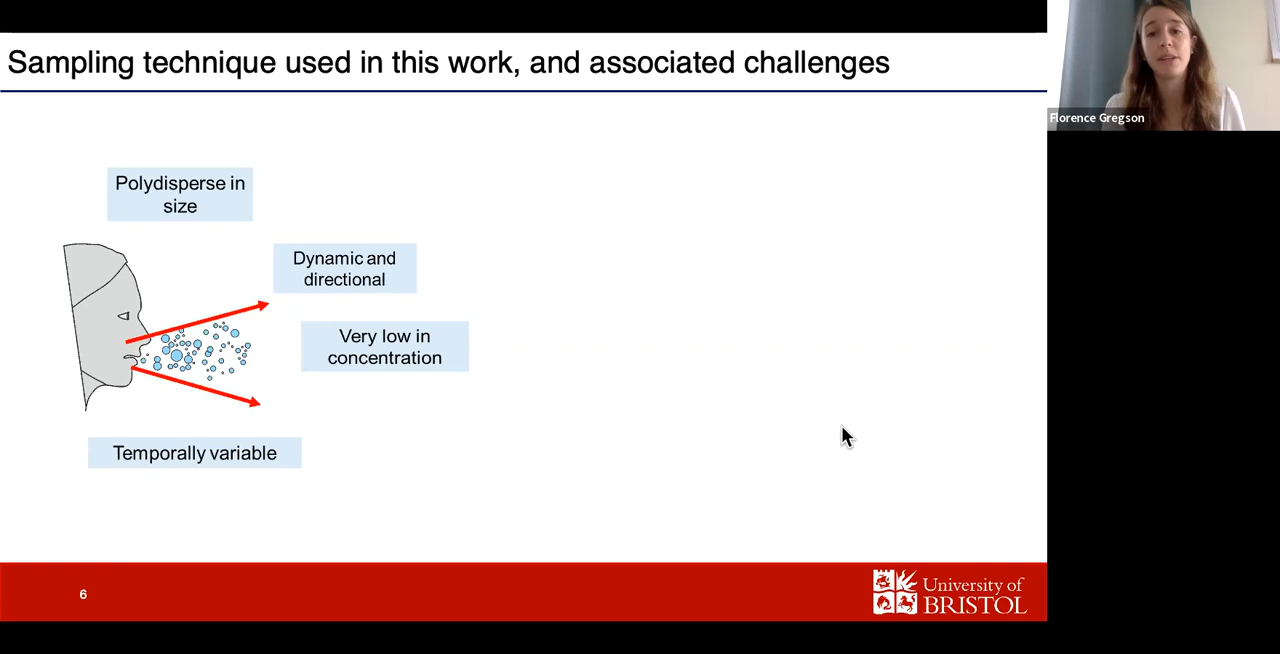 Sampling technique used in this work, and associated challenges
Florence Gregson
Polydisperse in
size
Dynamic and
directional
Very low in
concentration
Temporally variable
6
University of
BRISTOL